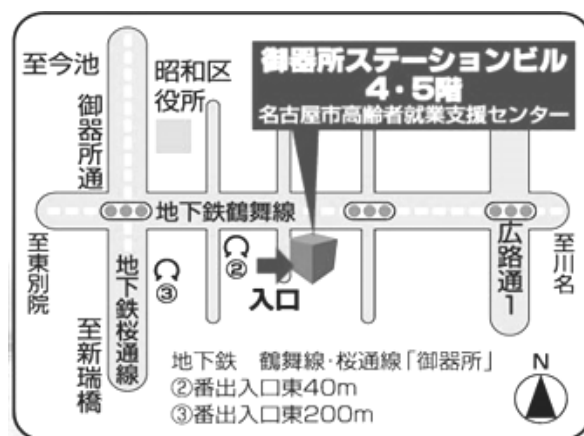 至今池
昭和区
役所
御器所ステーションビル
4・5階
名古屋市高齢者就業支援センター
御器所通
地下鉄鶴舞線
至東別院
地下鉄桜通線
至新瑞橋
②
③
入口
広路通1
至川名
地下鉄 鶴舞線・桜通線「御器所」
②番出入口東40m
③番出入口東200m
N